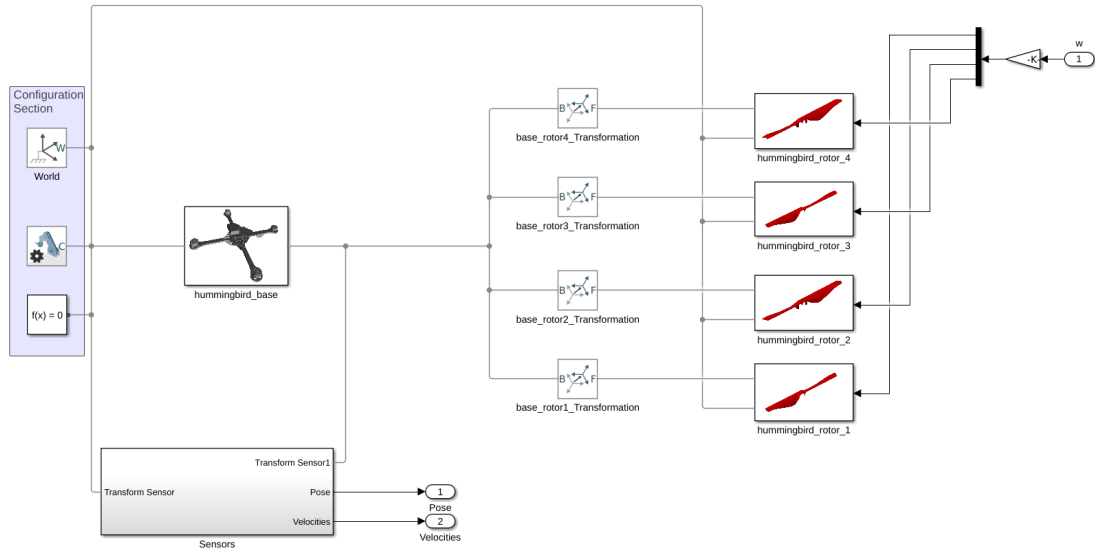 w
1
-K
Configuration
Section
W
World
C
f(x) = 0
hummingbird_base
B F
base_rotor4_Transformation
hummingbird_rotor_4
B F
base_rotor3_Transformation
hummingbird_rotor_3
B F
base_rotor2_Transformation
hummingbird_rotor_2
B F
base_rotor1_Transformation
hummingbird_rotor_1
Transform Sensor1
Transform Sensor
Pose
Velocities
Sensors
1
Pose
2
Velocities